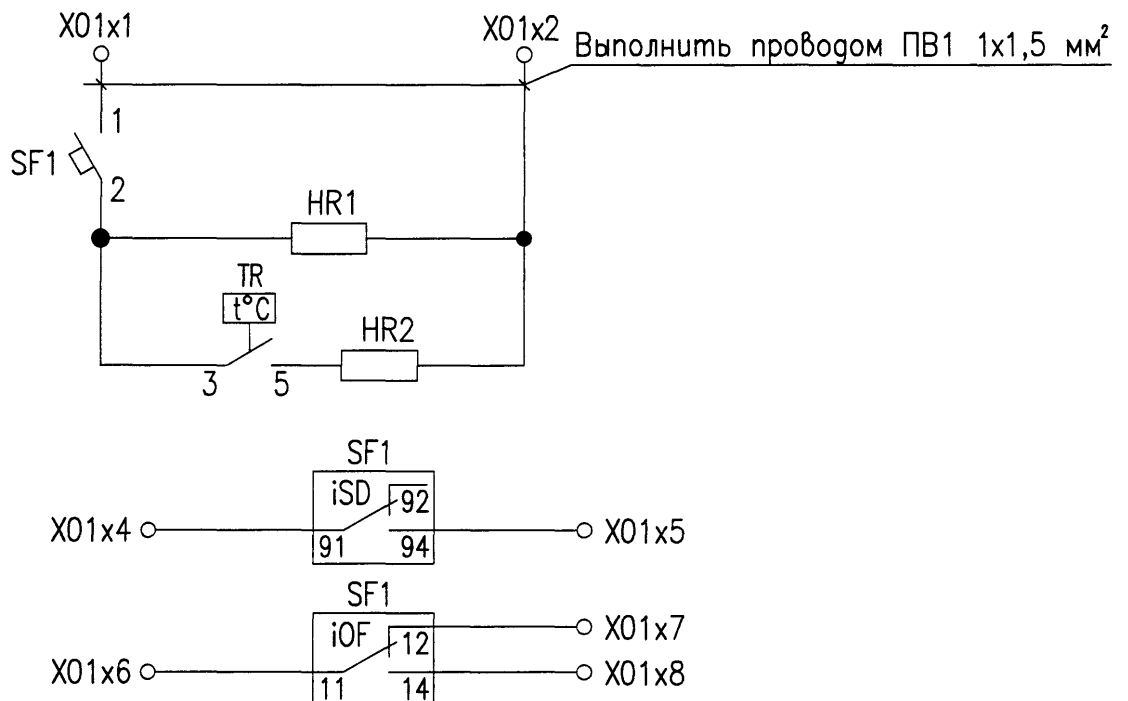 X01x1
X01x2
Выполнить проводом ПВ1 1х1,5 мм²
1
SF1
2
HR1
TR
t°C
HR2
3
5
SF1
iSD
92
X01x4
X01x5
91
94
SF1
iOF
12
X01x7
X01x6
X01x8
11
14